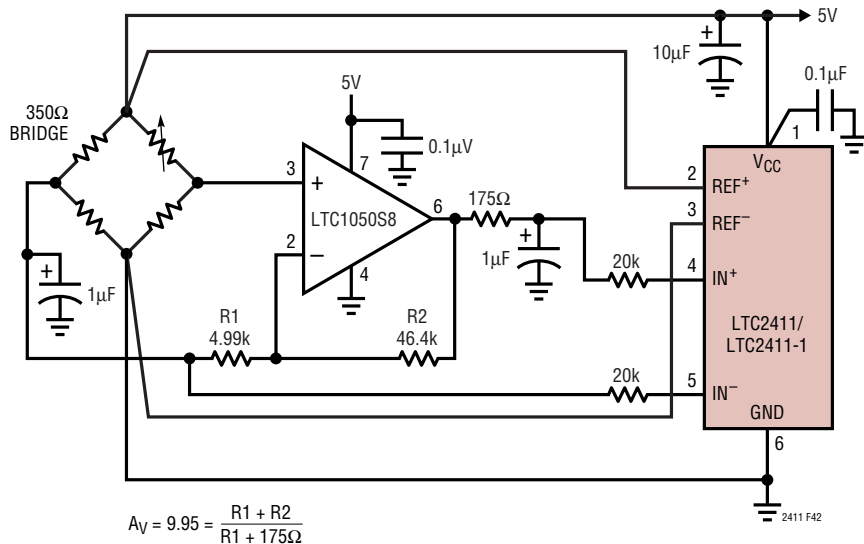 5V
10µF
0.1µF
1
350Ω
BRIDGE
5V
0.1µV
7
3
+
LTC1050S8
6
2
−
4
175Ω
+
1µF
+
1µF
R1
4.99k
R2
46.4k
20k
20k
VCC
2
REF+
3
REF−
4
IN+
LTC2411/
LTC2411-1
5
IN−
GND
6
+
2411 F42
AV = 9.95 = R1 + R2
R1 + 175Ω